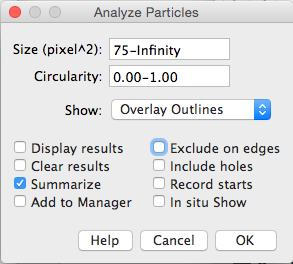 Analyze Particles
Size (pixel^2): 75-Infinity
Circularity: 0.00-1.00
Show: Overlay Outlines
Display results Exclude on edges
Clear results Include holes
Summarize Record starts
Add to Manager In situ Show
Help Cancel OK